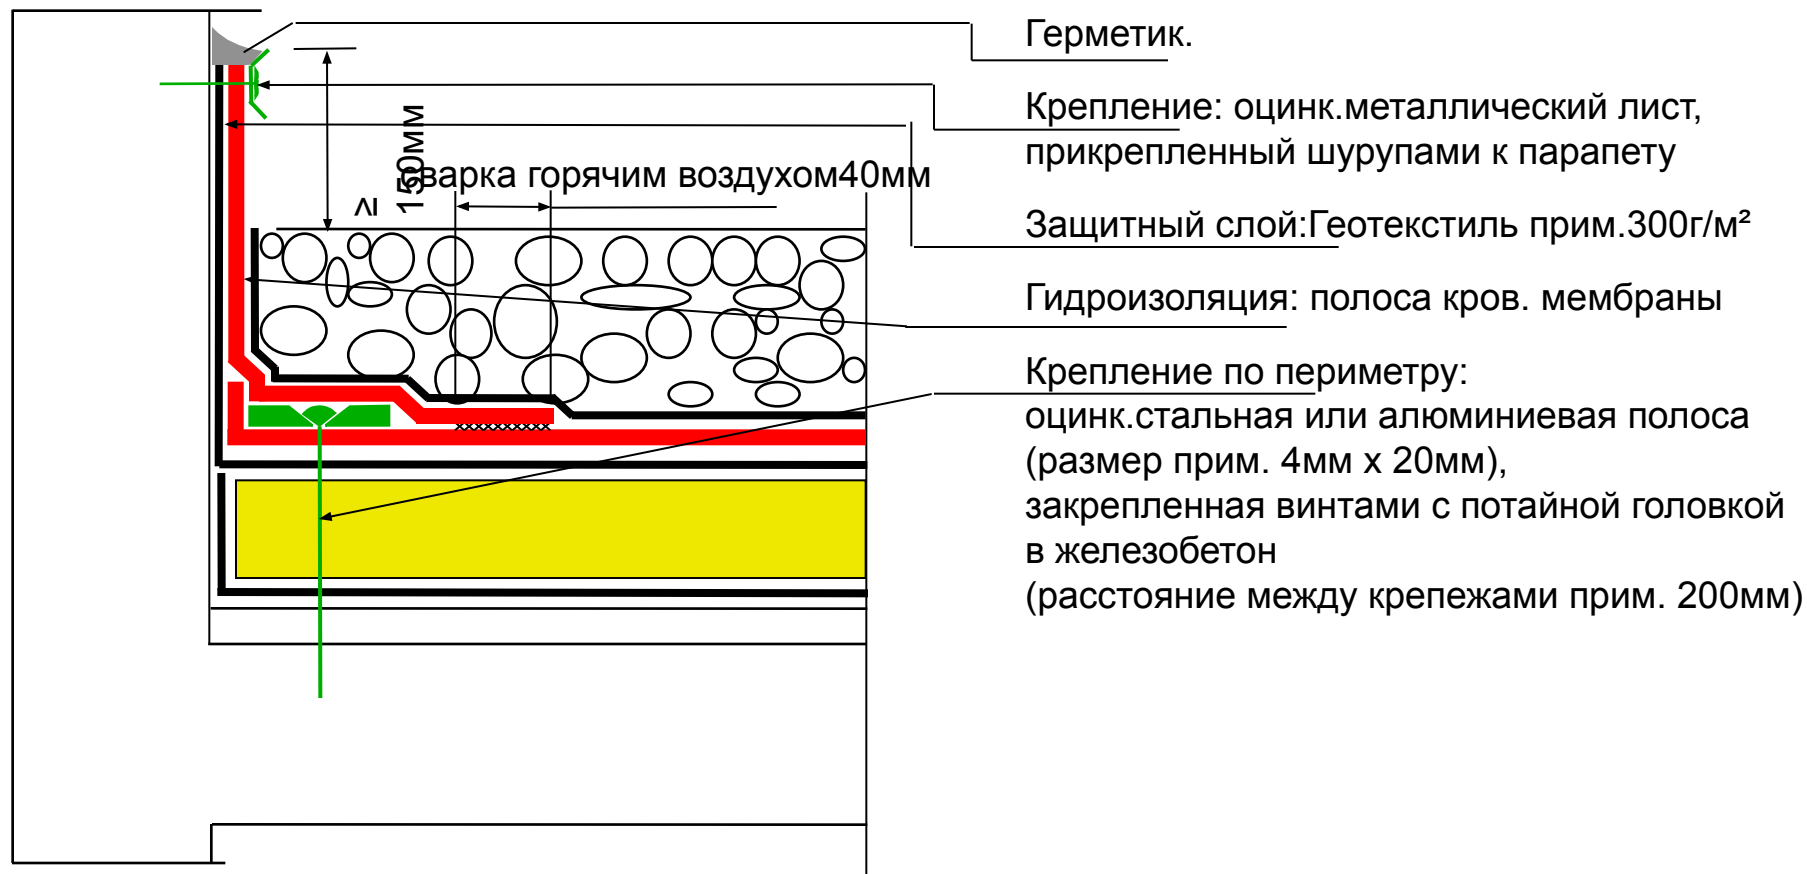 Герметик.
Крепление: оцинк.металлический лист,
прикрепленный шурупами к парапету
≥ 150мм
сварка горячим воздухом40мм
Защитный слой:Геотекстиль прим.300г/м²
Гидроизоляция: полоса кров. мембраны
Крепление по периметру:
оцинк.стальная или алюминиевая полоса
(размер прим. 4мм х 20мм),
закрепленная винтами с потайной головкой
в железобетон
(расстояние между крепежами прим. 200мм)